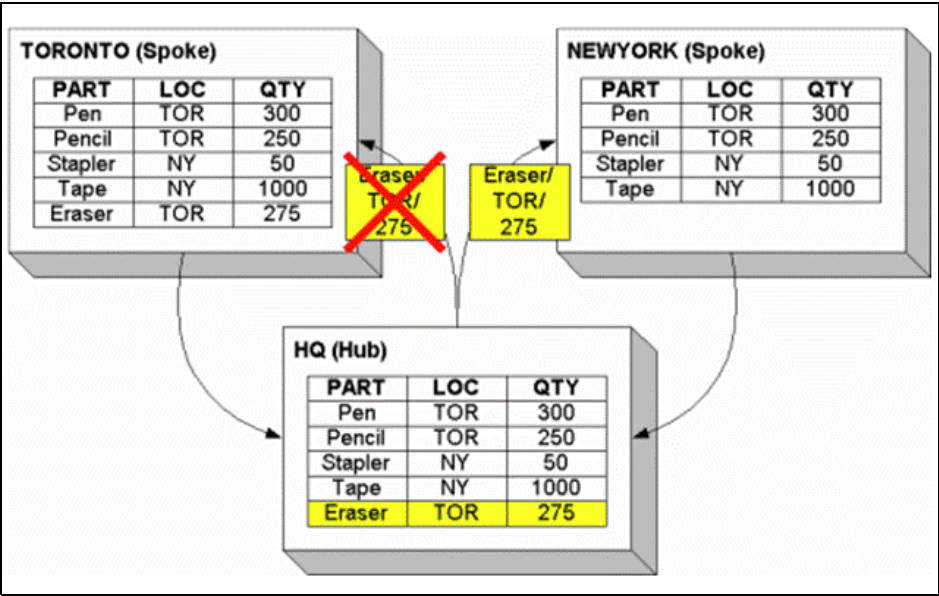 TORONTO (Spoke)
PART LOC QTY
Pen TOR 300
Pencil TOR 250
Stapler NY 50
Tape NY 1000
Eraser TOR 275
Eraser/
TOR/
275
NEWYORK (Spoke)
PART LOC QTY
Pen TOR 300
Pencil TOR 250
Stapler NY 50
Tape NY 1000
Eraser/
TOR/
275
HQ (Hub)
PART LOC QTY
Pen TOR 300
Pencil TOR 250
Stapler NY 50
Tape NY 1000
Eraser TOR 275